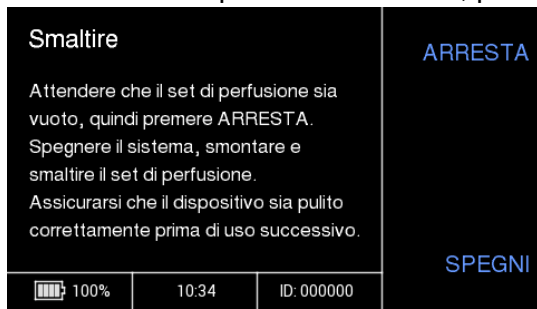 Smaltire
ARRESTA
Attendere che il set di perfusione sia
vuoto, quindi premere ARRESTA.
Spegnere il sistema, smontare e
smaltire il set di perfusione.
Assicurarsi che il dispositivo sia pulito
correttamente prima di uso successivo.
SPEGNI
100%
10:34
ID: 000000